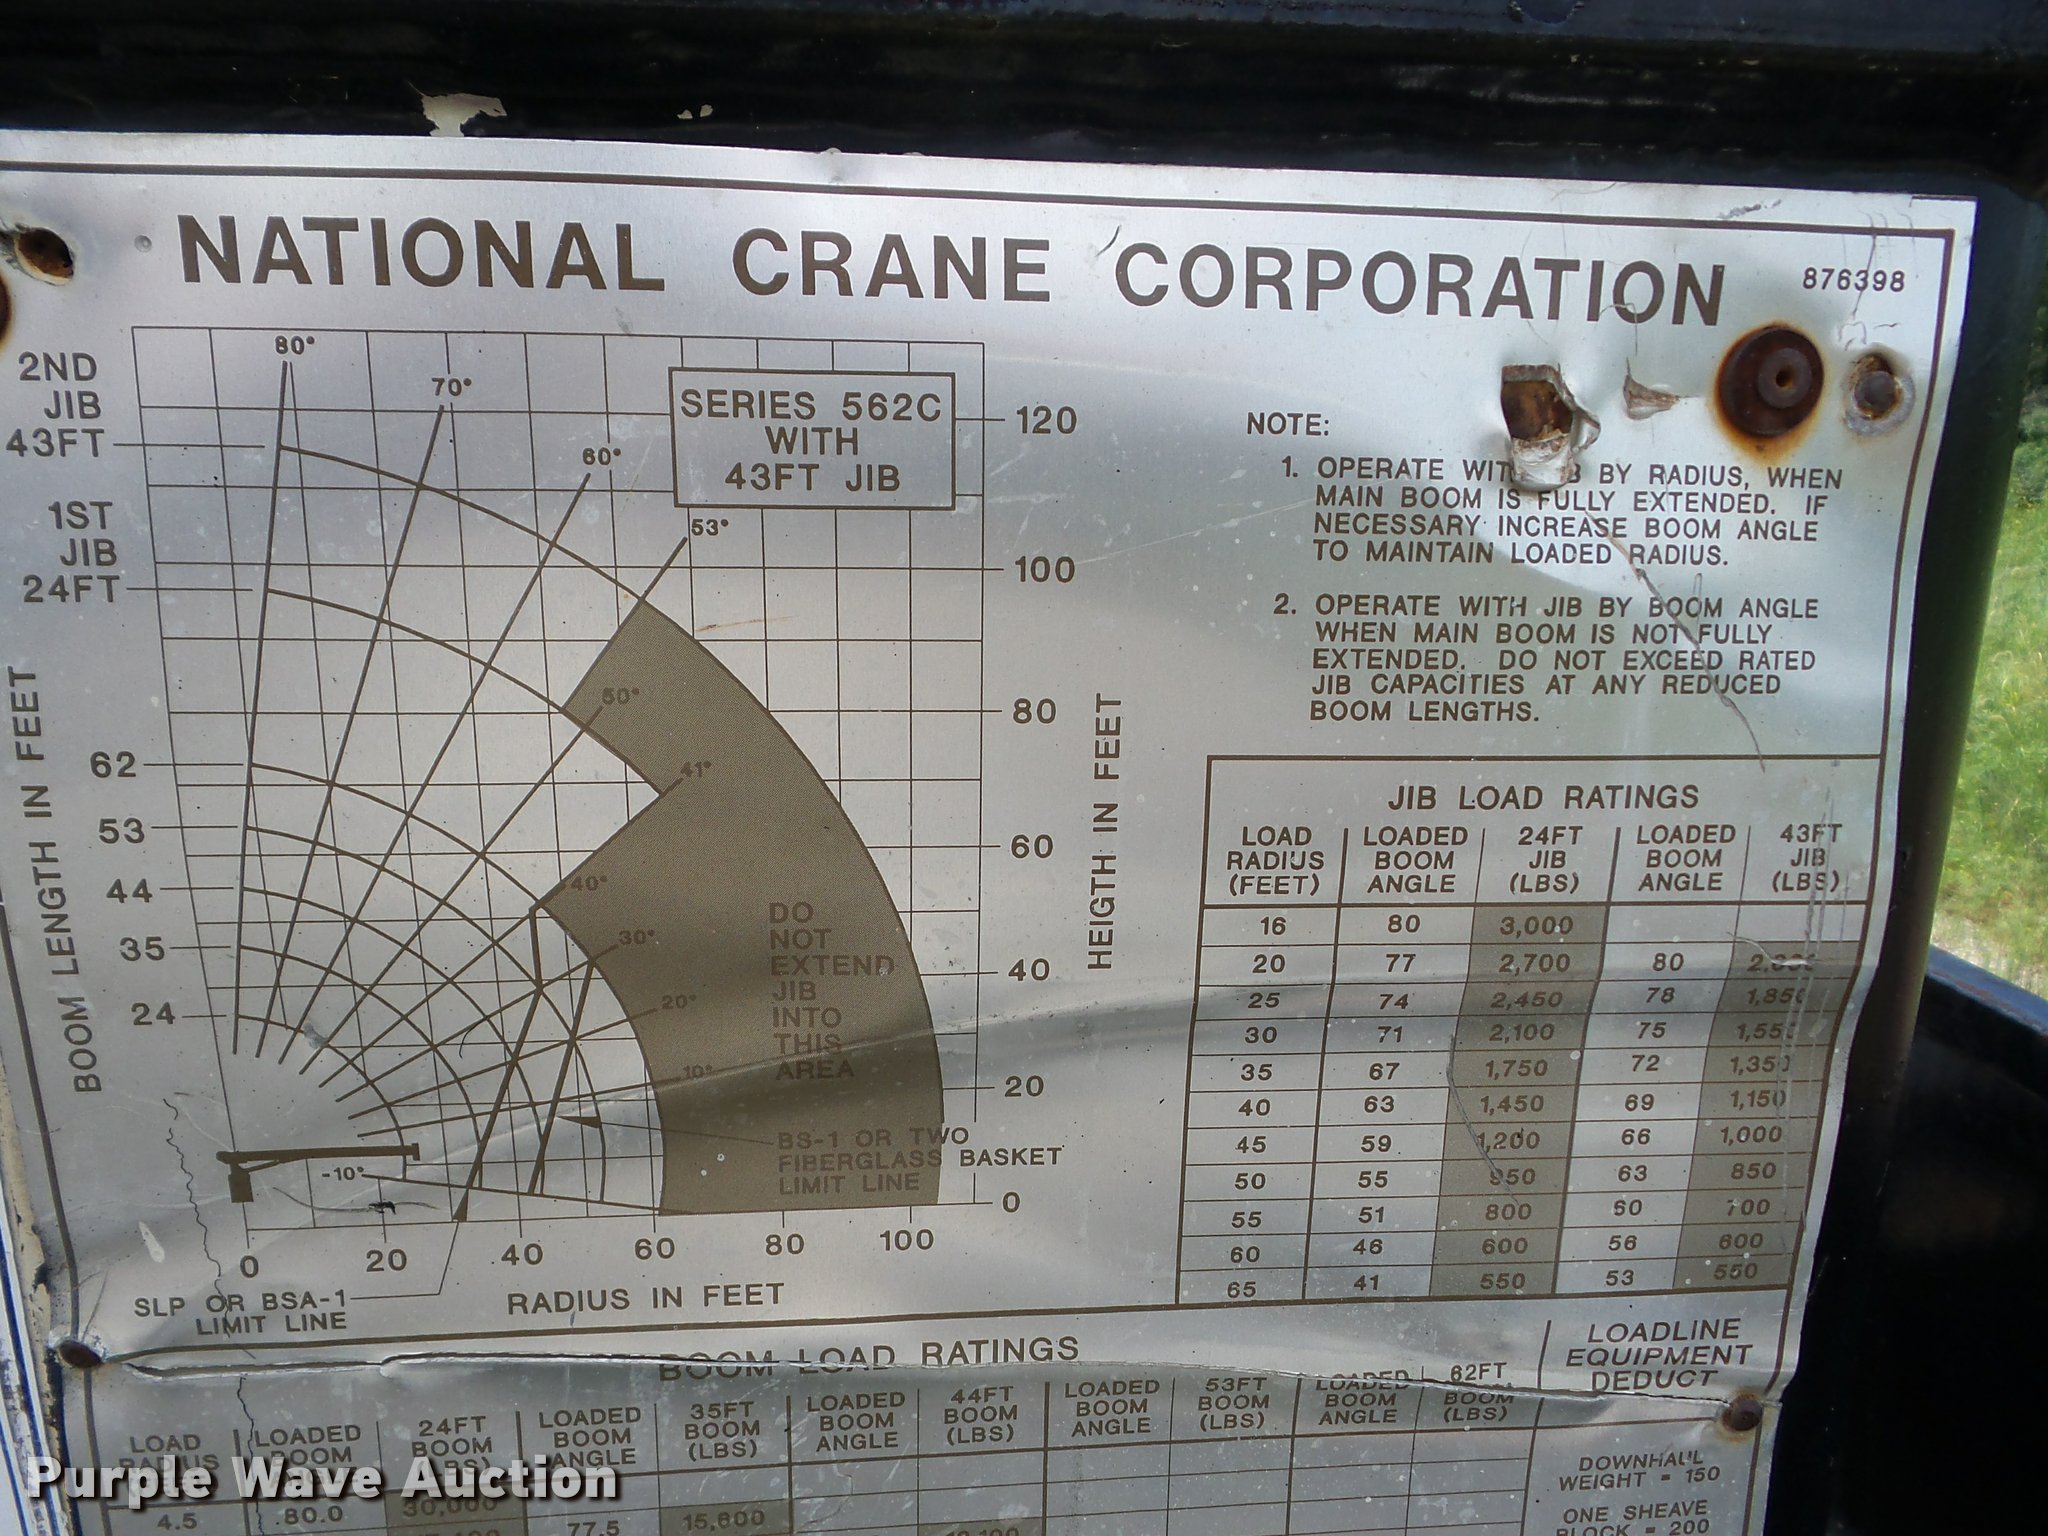 NATIONAL CRANE CORPORATION
876398
2ND
JIB
43FT
1ST
JIB
24FT
BOOM LENGTH IN FEET
62
53
44
35
24
80°
70°
60°
53°
50°
41°
40°
30°
20°
10°
-10°
SERIES 562C
WITH
43FT JIB
120
100
80
60
40
20
0
HEIGTH IN FEET
DO
NOT
EXTEND
JIB
INTO
THIS
AREA
BS-1 OR TWO
FIBERGLASS BASKET
LIMIT LINE
0 20 40 60 80 100
RADIUS IN FEET
SLP OR BSA-1
LIMIT LINE
NOTE:
1. OPERATE WITH JIB BY RADIUS, WHEN
MAIN BOOM IS FULLY EXTENDED. IF
NECESSARY INCREASE BOOM ANGLE
TO MAINTAIN LOADED RADIUS.
2. OPERATE WITH JIB BY BOOM ANGLE
WHEN MAIN BOOM IS NOT FULLY
EXTENDED. DO NOT EXCEED RATED
JIB CAPACITIES AT ANY REDUCED
BOOM LENGTHS.
JIB LOAD RATINGS
LOAD RADIUS (FEET) LOADED BOOM ANGLE 24FT JIB (LBS) LOADED BOOM ANGLE 43FT JIB (LBS)
16 80 3,000
20 77 2,700 80
25 74 2,450 78 1,850
30 71 2,100 75 1,550
35 67 1,750 72 1,350
40 63 1,450 69 1,150
45 59 1,200 66 1,000
50 55 950 63 850
55 51 800 60 700
60 46 600 56 600
65 41 550 53 550
BOOM LOAD RATINGS
LOADLINE
EQUIPMENT
DEDUCT
LOAD RADIUS LOADED BOOM 24FT BOOM (LBS) LOADED BOOM ANGLE 35FT BOOM (LBS) LOADED BOOM ANGLE 44FT BOOM (LBS) LOADED BOOM ANGLE 53FT BOOM (LBS) LOADED BOOM ANGLE 62FT BOOM (LBS)
4.5 80.0 30,000
77.5 15,600
DOWNHAUL
WEIGHT = 150
ONE SHEAVE
BLOCK = 200
Purple Wave Auction